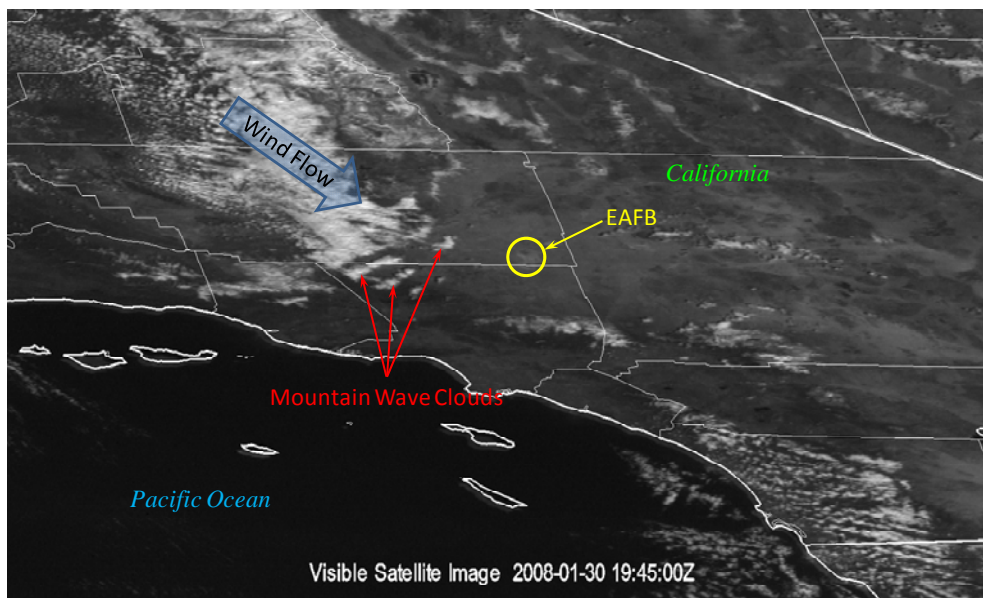 Wind Flow
California
EAFB
Mountain Wave Clouds
Pacific Ocean
Visible Satellite Image 2008-01-30 19:45:00Z